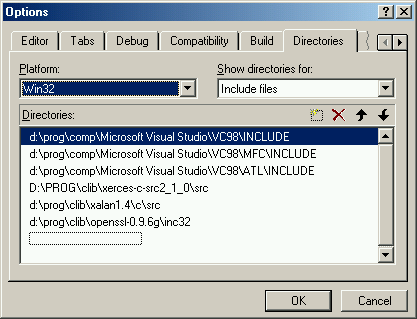 Options
Editor Tabs Debug Compatibility Build Directories
Platform: Show directories for:
Win32 Include files
Directories:
d:\prog\comp\Microsoft Visual Studio\VC98\INCLUDE
d:\prog\comp\Microsoft Visual Studio\VC98\MFC\INCLUDE
d:\prog\comp\Microsoft Visual Studio\VC98\ATL\INCLUDE
D:\PROG\clib\xerces-c-src2_1_0\src
d:\prog\clib\xalan1.4\c\src
d:\prog\clib\openssl-0.9.6g\inc32
OK Cancel